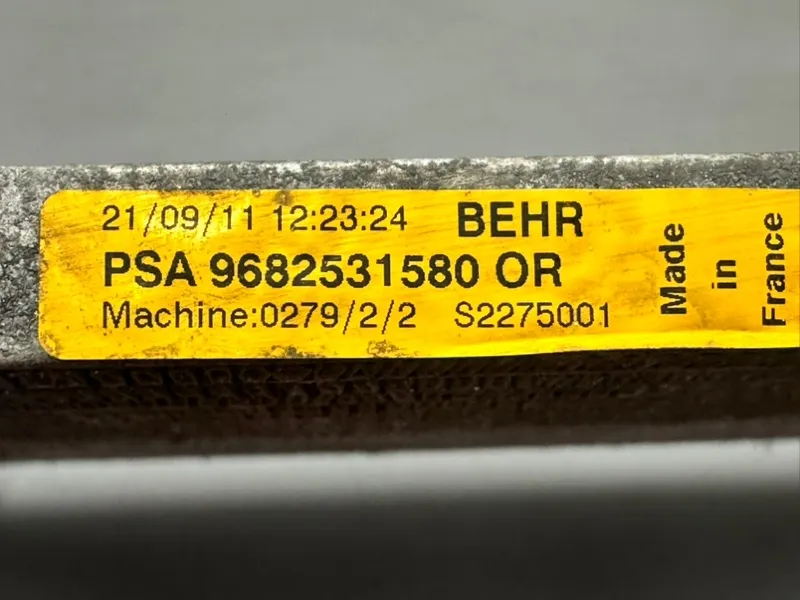 21/09/11 12:23:24 BEHR
PSA 9682531580 OR
Machine:0279/2/2 S2275001
Made
in
France